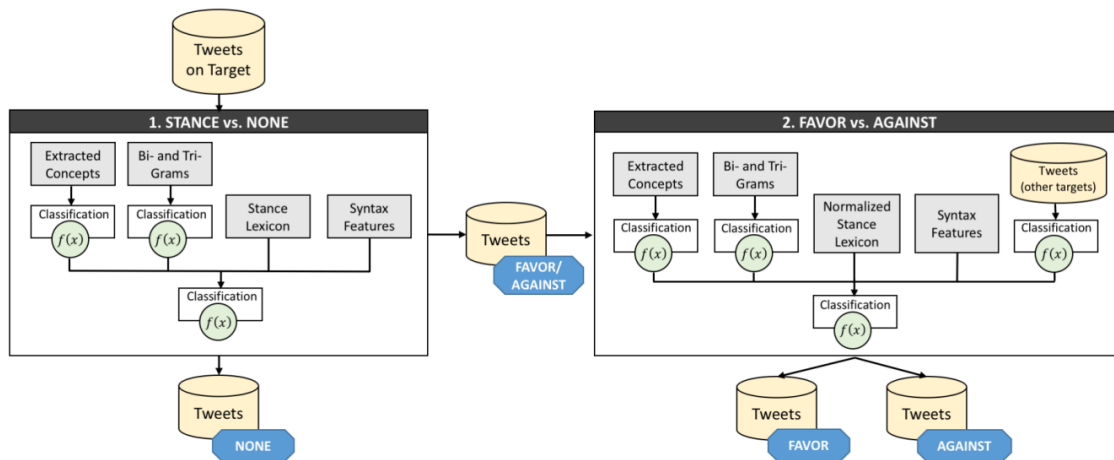 Tweets
on Target
1. STANCE vs. NONE
Extracted
Concepts
Bi- and Tri-
Grams
Stance
Lexicon
Syntax
Features
Classification
f(x)
Classification
f(x)
Classification
f(x)
Tweets
NONE
Tweets
FAVOR/
AGAINST
2. FAVOR vs. AGAINST
Extracted
Concepts
Bi- and Tri-
Grams
Normalized
Stance
Lexicon
Syntax
Features
Tweets
(other targets)
Classification
f(x)
Classification
f(x)
Classification
f(x)
Classification
f(x)
Tweets
FAVOR
Tweets
AGAINST